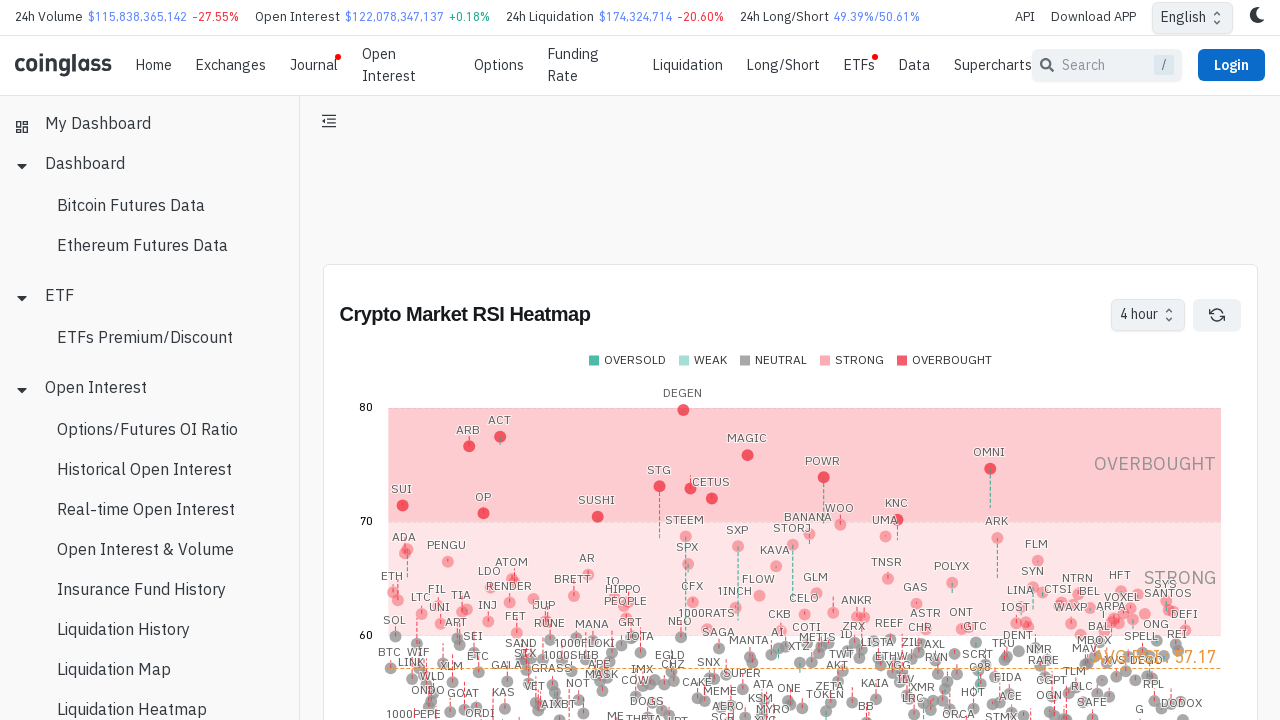 24h Volume $115,838,365,142 -27.55% Open Interest $122,078,347,137 +0.18% 24h Liquidation $174,324,714 -20.60% 24h Long/Short 49.39%/50.61% API Download APP English
coinglass Home Exchanges Journal Open Interest Options Funding Rate Liquidation Long/Short ETFs Data Supercharts Search / Login
My Dashboard
Dashboard
Bitcoin Futures Data
Ethereum Futures Data
ETF
ETFs Premium/Discount
Open Interest
Options/Futures OI Ratio
Historical Open Interest
Real-time Open Interest
Open Interest & Volume
Insurance Fund History
Liquidation History
Liquidation Map
Liquidation Heatmap
Crypto Market RSI Heatmap 4 hour
OVERSOLD WEAK NEUTRAL STRONG OVERBOUGHT
DEGEN
80
ACT
ARB
MAGIC
OMNI
POWR
OVERBOUGHT
STG
CETUS
SUI
OP
SUSHI
KNC
WOO
BANANA
70
STEEM
UMA
ARK
SXP
STORJ
ADA
PENGU
SPX
KAVA
FLM
AR
ATOM
TNSR
POLYX
SYN
LDO
ETH
BRETT
FLOW
GLM
NTRN
HFT
STRONG
FIL
RENDER
IO
HIPPO
CFX
1INCH
GAS
LINA
CTSI
BEL
SYS
SANTOS
LTC
TIA
PEOPLE
CELO
ANKR
VOXEL
UNI
INJ
JUP
1000RATS
CKB
ASTR
ONT
IOST
WAXP
ARPA
DEFI
SOL
ART
FET
RUNE
MANA
GRT
NEO
COTI
ZRX
REEF
CHR
GTC
BAL
ONG
60
SEI
IOTA
SAGA
AI
METIS
ID
DENT
SPELL
REI
SAND
1000FLOKI
MANTA
XTZ
LISTA
ZIL
AXL
TRU
NMR
MAV
MBOX
BTC
WIF
ETC
STX
1000SHIB
EGLD
TWT
ETHW
RVN
SCRT
RARE
AVG RSI : 57.17
LINK
XLM
GALA
GRASS
APE
IMX
CHZ
SNX
AKT
YGG
C98
XVS
DEGO
WLD
MASK
COW
SUPER
TLM
RPL
ONDO
GOAT
KAS
VET
NOT
CAKE
MEME
ATA
ONE
ZETA
KAIA
ILV
XMR
HOT
FIDA
CGPT
RLC
1000PEPE
AIXBT
DOGS
AERO
KSM
TOKEN
BB
LRC
ACE
OGN
SAFE
DODOX
ME
THETA
NYRO
ORCA
STMX
G